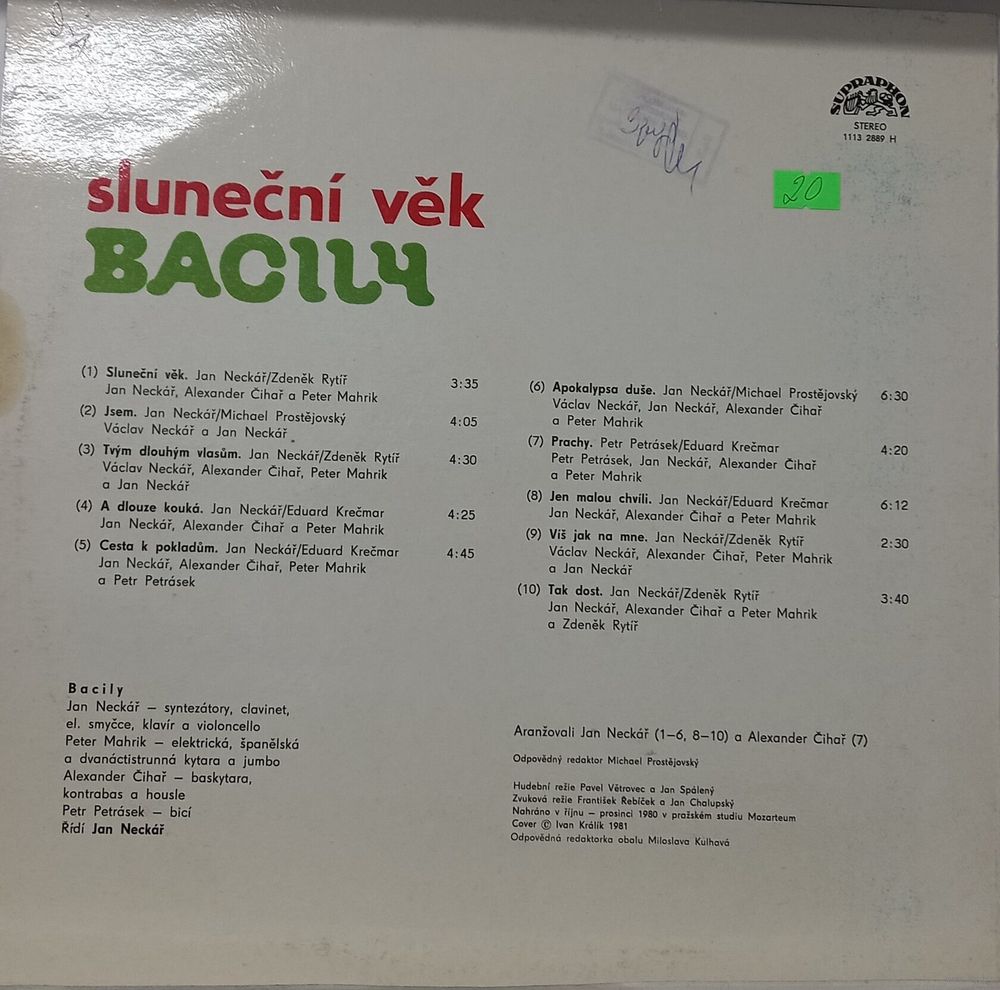 SUPRAPHON
STEREO
1113 2889 H
20
sluneční věk
BACILY
(1) Sluneční věk. Jan Neckář/Zdeněk Rytíř 3:35
Jan Neckář, Alexander Čihař a Peter Mahrik
(2) Jsem. Jan Neckář/Michael Prostějovský 4:05
Václav Neckář a Jan Neckář
(3) Tvým dlouhým vlasům. Jan Neckář/Zdeněk Rytíř 4:30
Václav Neckář, Alexander Čihař, Peter Mahrik
a Jan Neckář
(4) A dlouze kouká. Jan Neckář/Eduard Krečmar 4:25
Jan Neckář, Alexander Čihař a Peter Mahrik
(5) Cesta k pokladům. Jan Neckář/Eduard Krečmar 4:45
Jan Neckář, Alexander Čihař, Peter Mahrik
a Petr Petrásek
(6) Apokalypsa duše. Jan Neckář/Michael Prostějovský 6:30
Václav Neckář, Jan Neckář, Alexander Čihař
a Peter Mahrik
(7) Prachy. Petr Petrásek/Eduard Krečmar 4:20
Petr Petrásek, Jan Neckář, Alexander Čihař
a Peter Mahrik
(8) Jen malou chvíli. Jan Neckář/Eduard Krečmar 6:12
Jan Neckář, Alexander Čihař a Peter Mahrik
(9) Víš jak na mne. Jan Neckář/Zdeněk Rytíř 2:30
Václav Neckář, Alexander Čihař, Peter Mahrik
a Jan Neckář
(10) Tak dost. Jan Neckář/Zdeněk Rytíř 3:40
Jan Neckář, Alexander Čihař a Peter Mahrik
a Zdeněk Rytíř
Bacily
Jan Neckář – syntezátory, clavinet,
el. smyčce, klavír a violoncello
Peter Mahrik – elektrická, španělská
a dvanáctistrunná kytara a jumbo
Alexander Čihař – baskytara,
kontrabas a housle
Petr Petrásek – bicí
Řídí Jan Neckář
Aranžovali Jan Neckář (1–6, 8–10) a Alexander Čihař (7)
Odpovědný redaktor Michael Prostějovský
Hudební režie Pavel Větrovec a Jan Spálený
Zvuková režie František Řebíček a Jan Chalupský
Nahráno v říjnu – prosinci 1980 v pražském studiu Mozarteum
Cover © Ivan Králík 1981
Odpovědná redaktorka obalu Miloslava Kulhavá